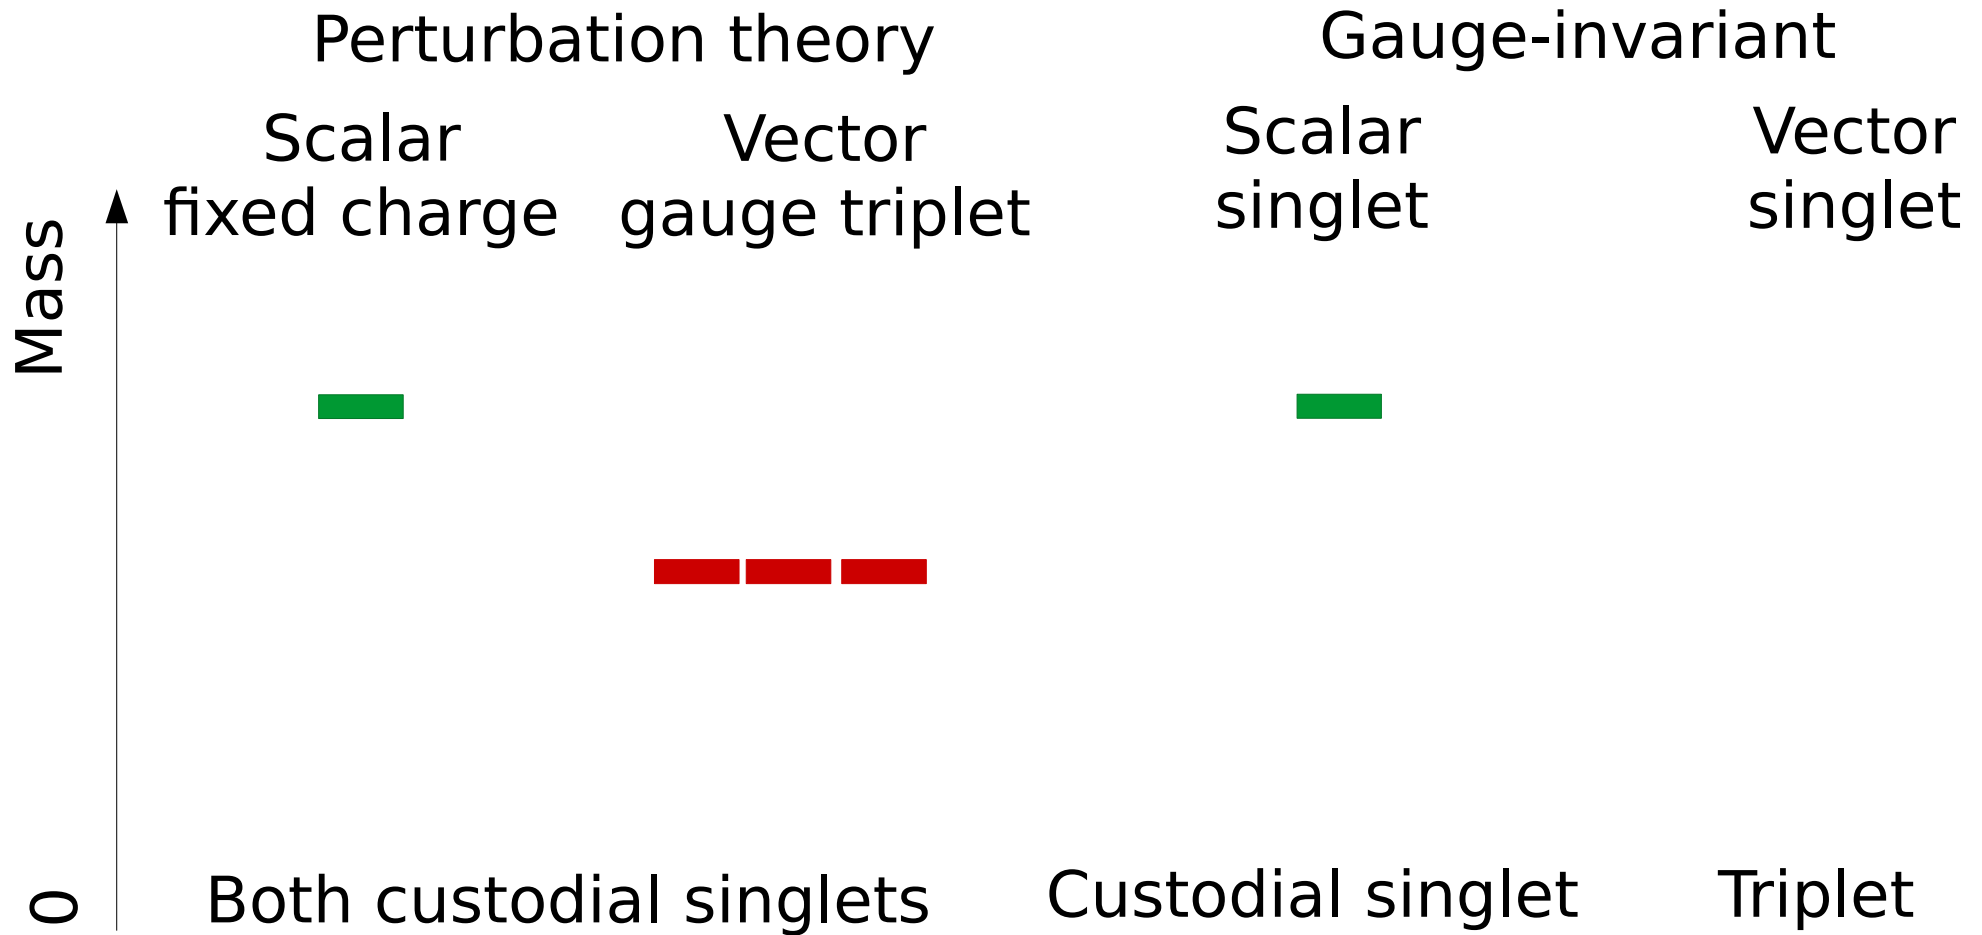 Perturbation theory
Gauge-invariant
Scalar
fixed charge
Vector
gauge triplet
Scalar
singlet
Vector
singlet
Mass
0
Both custodial singlets
Custodial singlet
Triplet